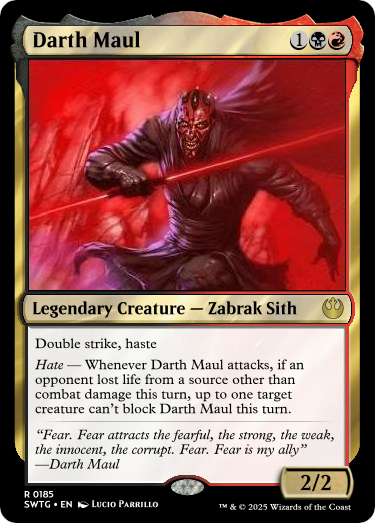 Darth Maul 1
Legendary Creature — Zabrak Sith
Double strike, haste
Hate — Whenever Darth Maul attacks, if an
opponent lost life from a source other than
combat damage this turn, up to one target
creature can't block Darth Maul this turn.
"Fear. Fear attracts the fearful, the strong, the weak,
the innocent, the corrupt. Fear. Fear is my ally"
—Darth Maul
2/2
R 0185
SWTG • EN Lucio Parrillo
™ & © 2025 Wizards of the Coast